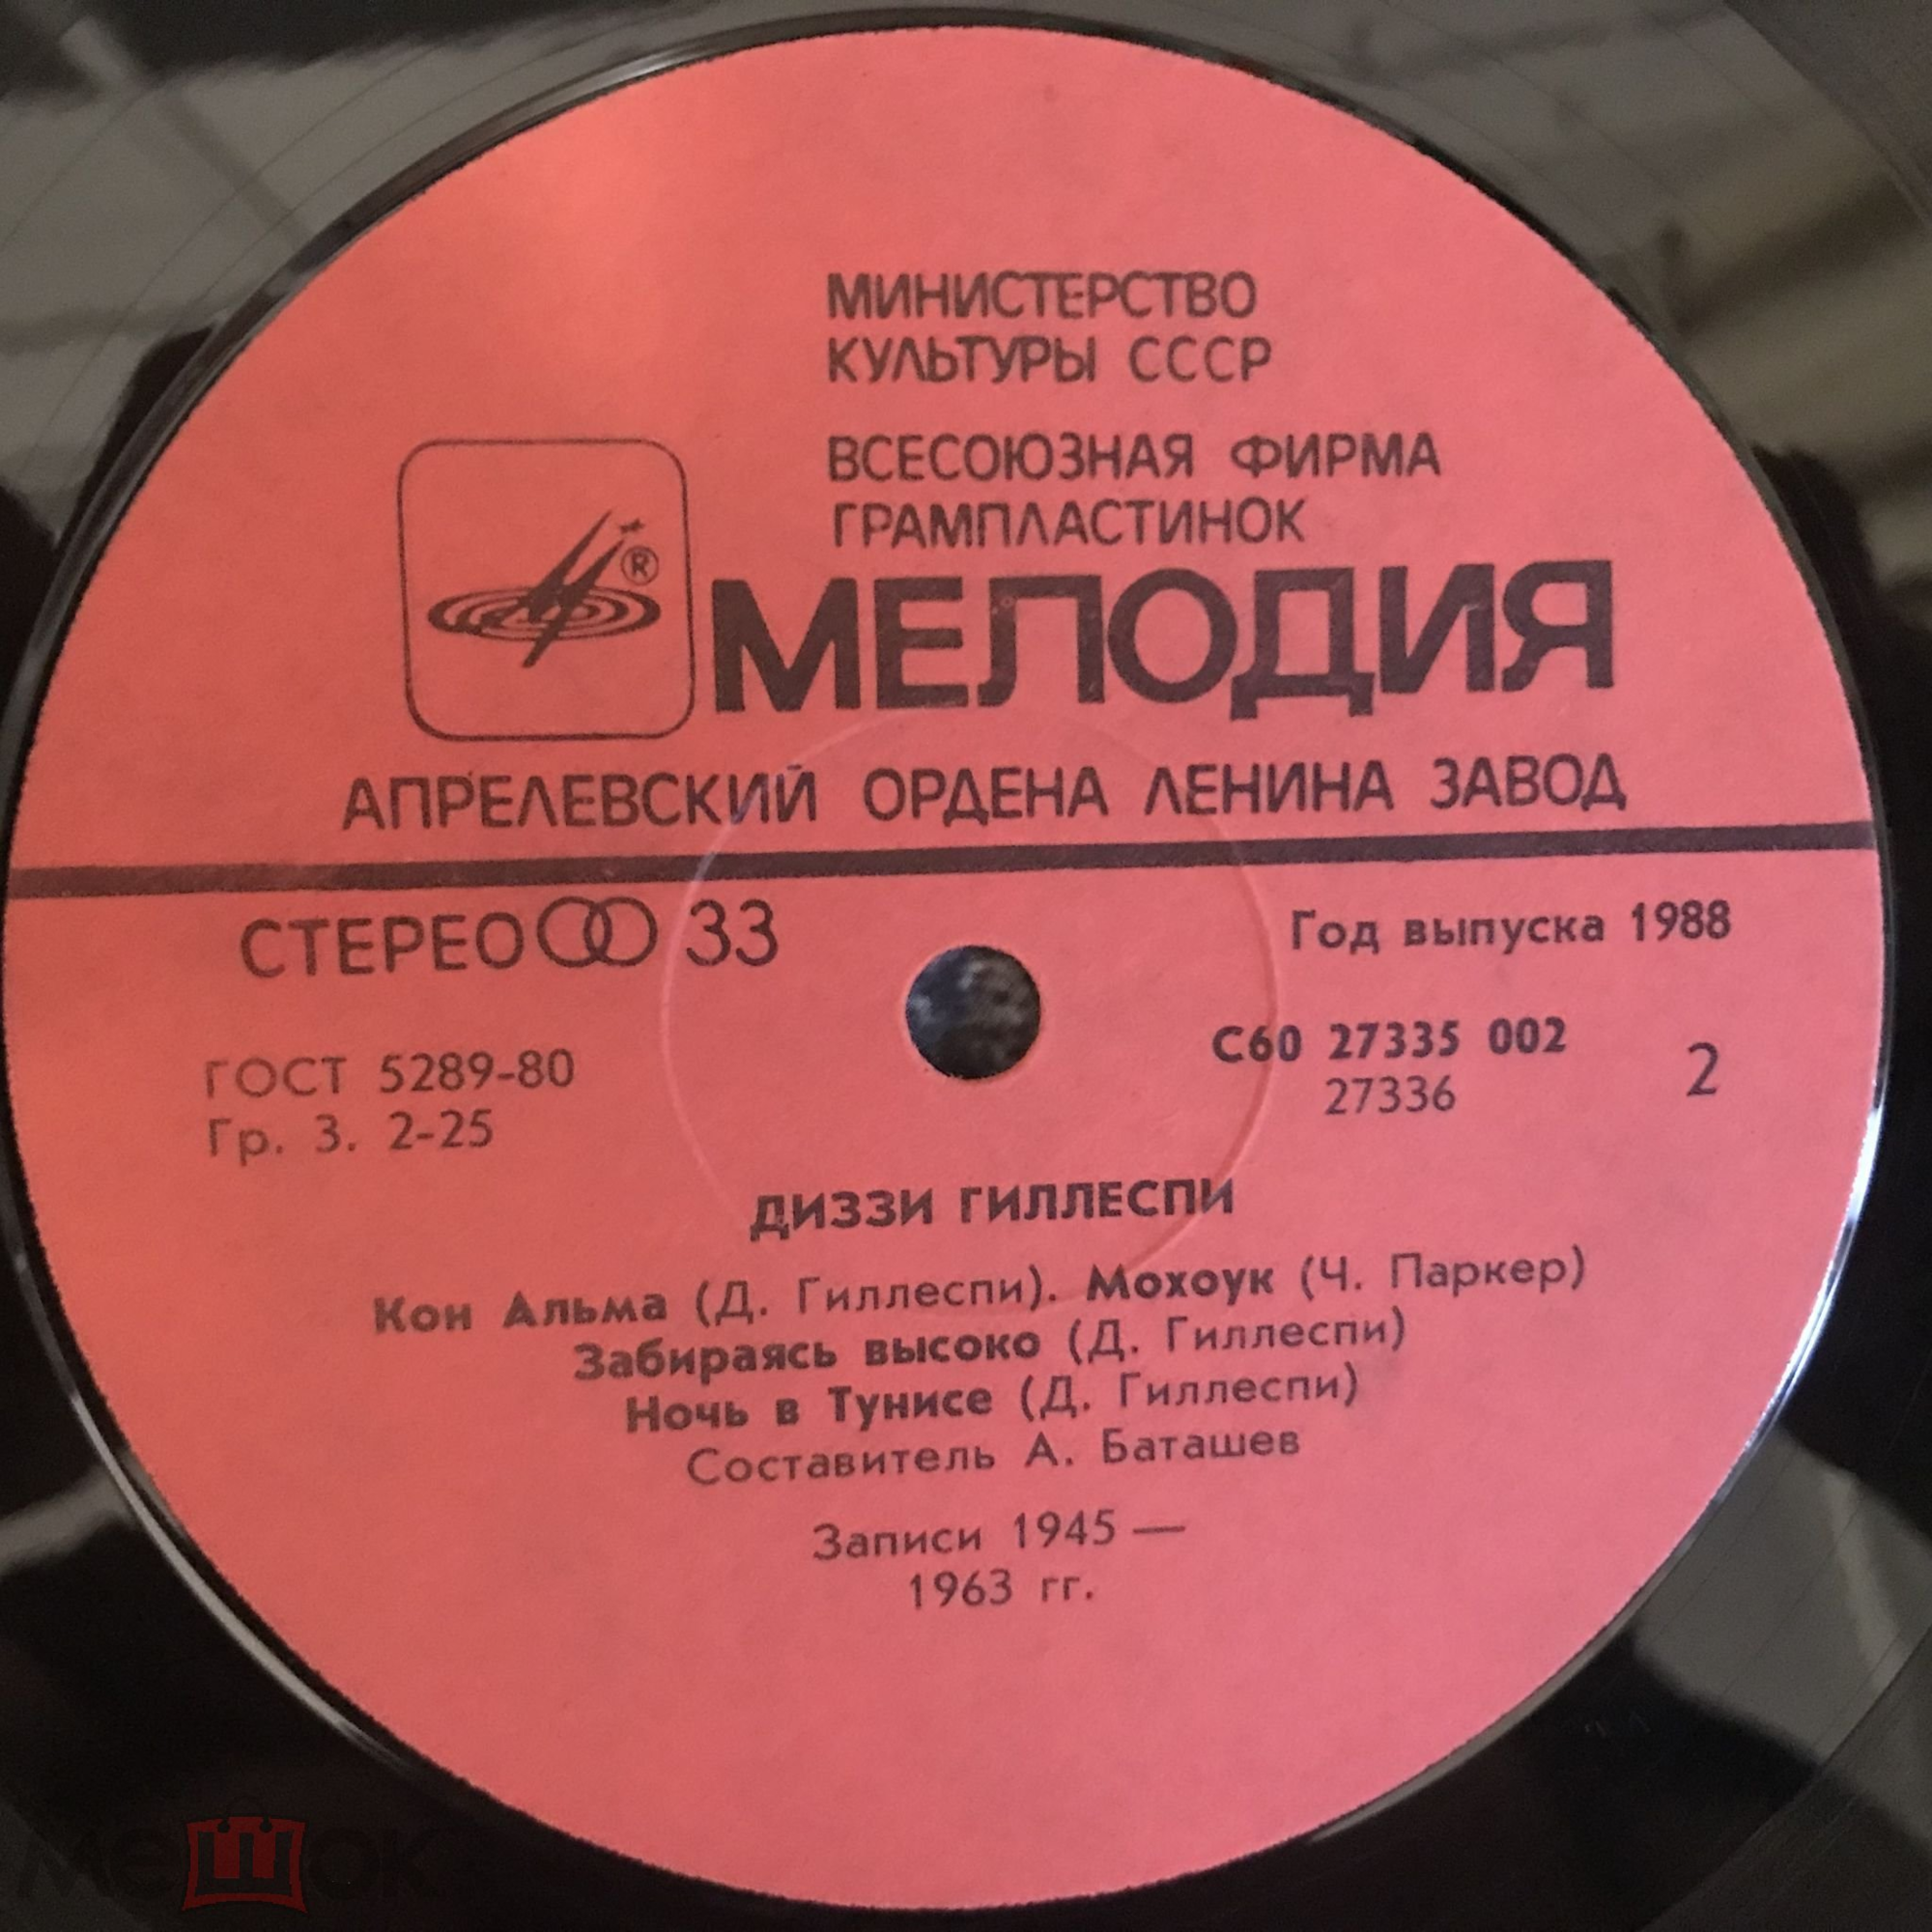 МИНИСТЕРСТВО
КУЛЬТУРЫ СССР
ВСЕСОЮЗНАЯ ФИРМА
ГРАМПЛАСТИНОК
®
МЕЛОДИЯ
АПРЕЛЕВСКИЙ ОРДЕНА ЛЕНИНА ЗАВОД
СТЕРЕО 33
Год выпуска 1988
ГОСТ 5289-80
Гр. 3. 2-25
С60 27335 002
27336
2
ДИЗЗИ ГИЛЛЕСПИ
Кон Альма (Д. Гиллеспи). Мохоук (Ч. Паркер)
Забираясь высоко (Д. Гиллеспи)
Ночь в Тунисе (Д. Гиллеспи)
Составитель А. Баташев
Записи 1945 —
1963 гг.
мешок